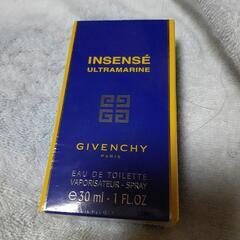 INSENSÉ
ULTRAMARINE
GIVENCHY
PARIS
EAU DE TOILETTE
VAPORISATEUR - SPRAY
℮ 30 ml - 1 FL.OZ